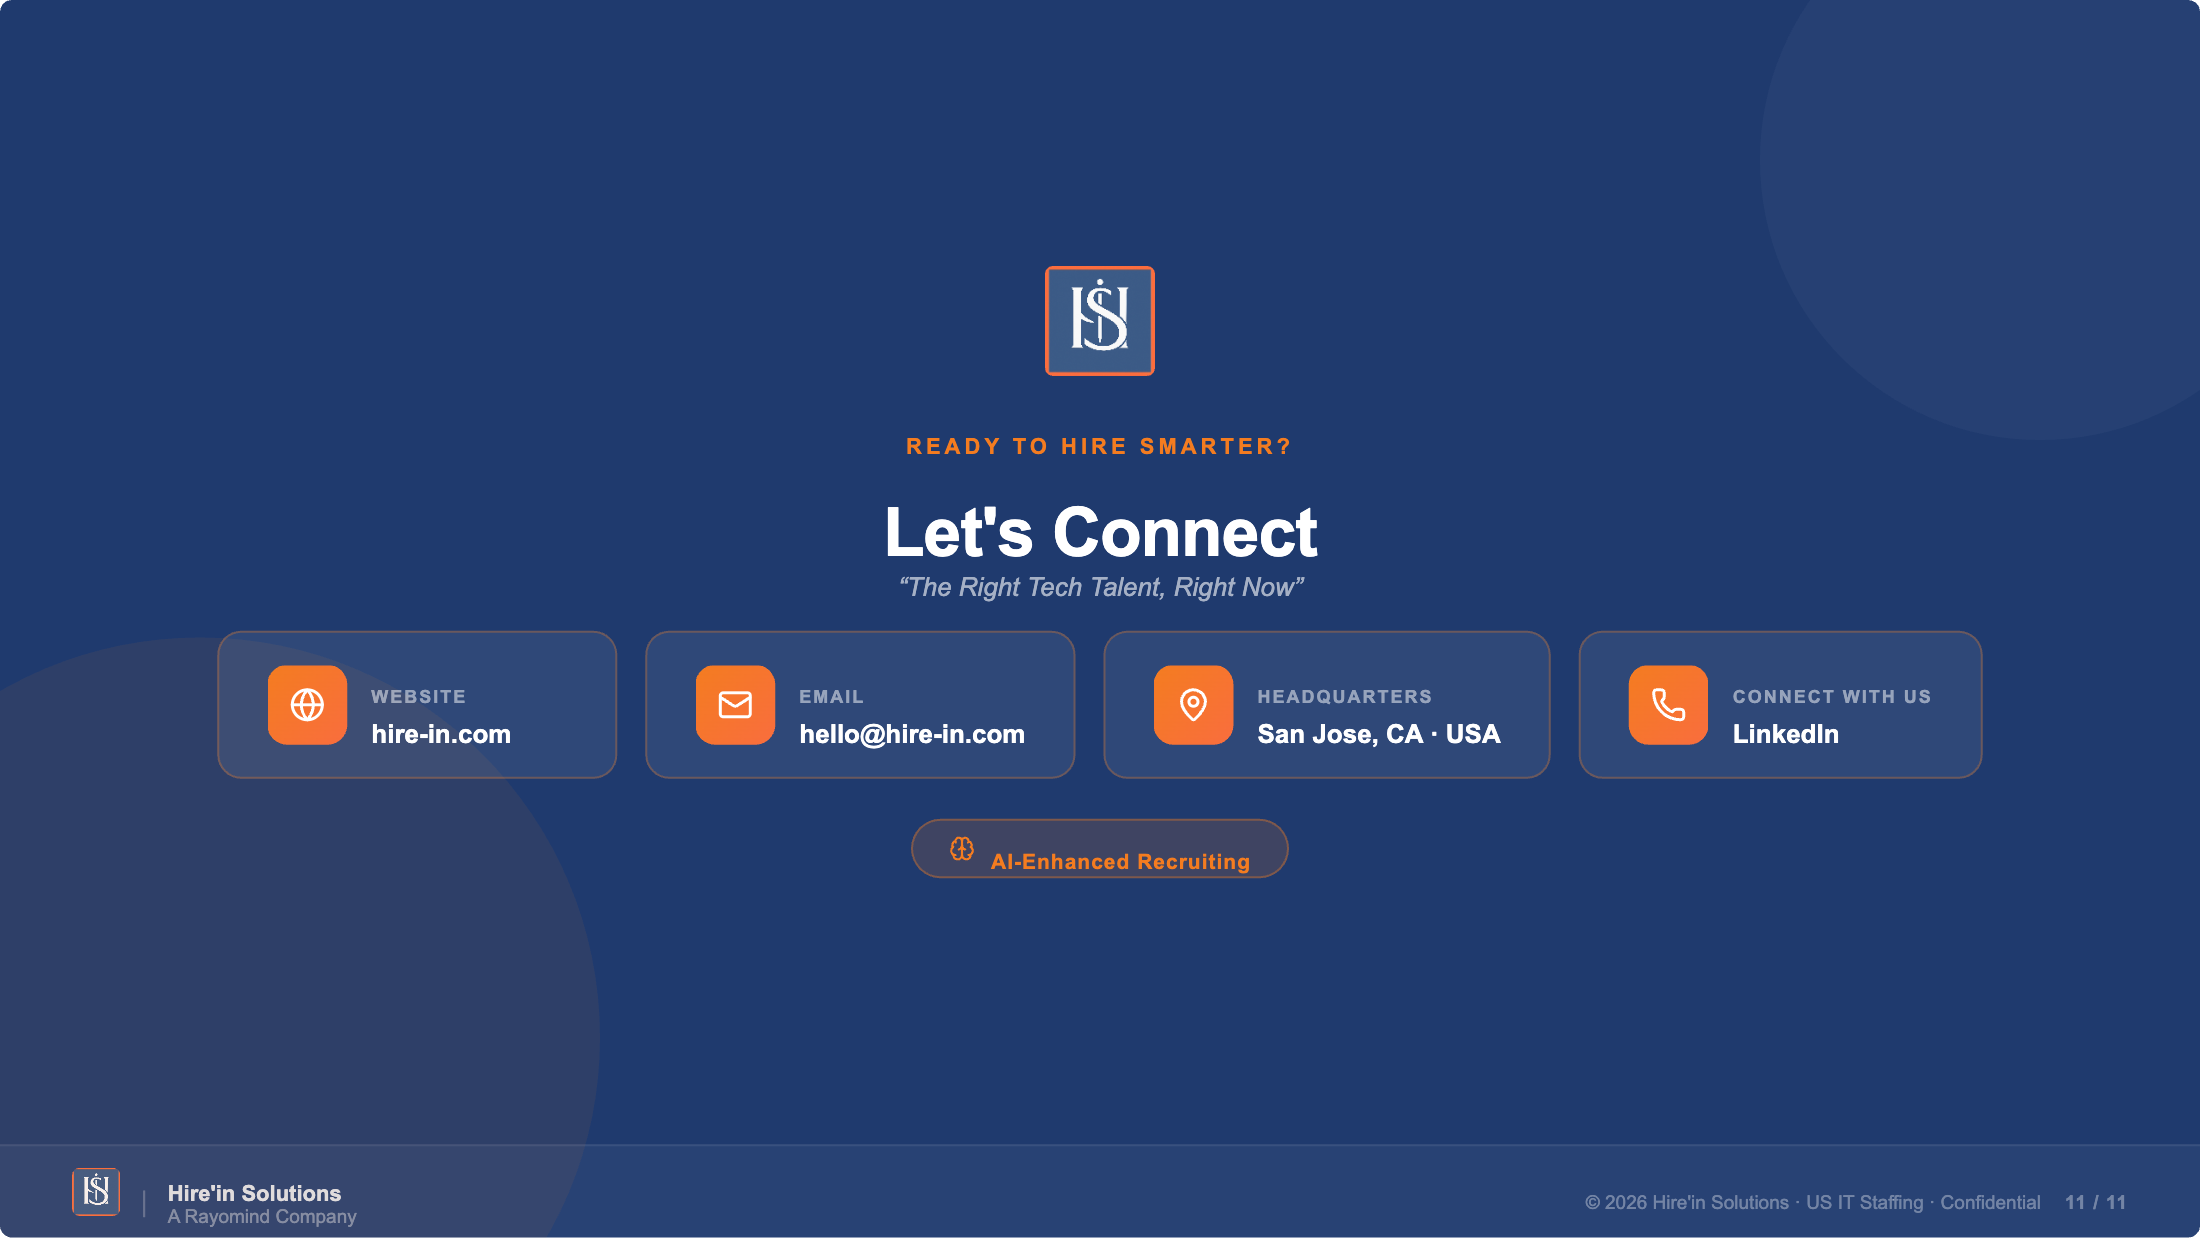 HIS
READY TO HIRE SMARTER?
Let's Connect
“The Right Tech Talent, Right Now”
WEBSITE
hire-in.com
EMAIL
hello@hire-in.com
HEADQUARTERS
San Jose, CA · USA
CONNECT WITH US
LinkedIn
AI-Enhanced Recruiting
HIS
Hire'in Solutions
A Rayomind Company
© 2026 Hire'in Solutions · US IT Staffing · Confidential
11 / 11